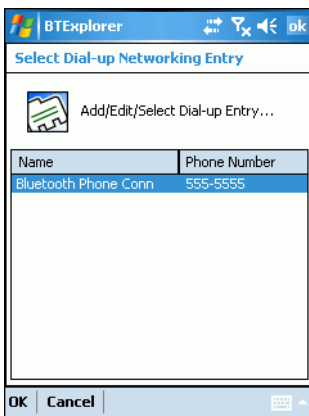 BTExplorer ok
Select Dial-up Networking Entry
Add/Edit/Select Dial-up Entry...
Name Phone Number
Bluetooth Phone Conn 555-5555
OK Cancel